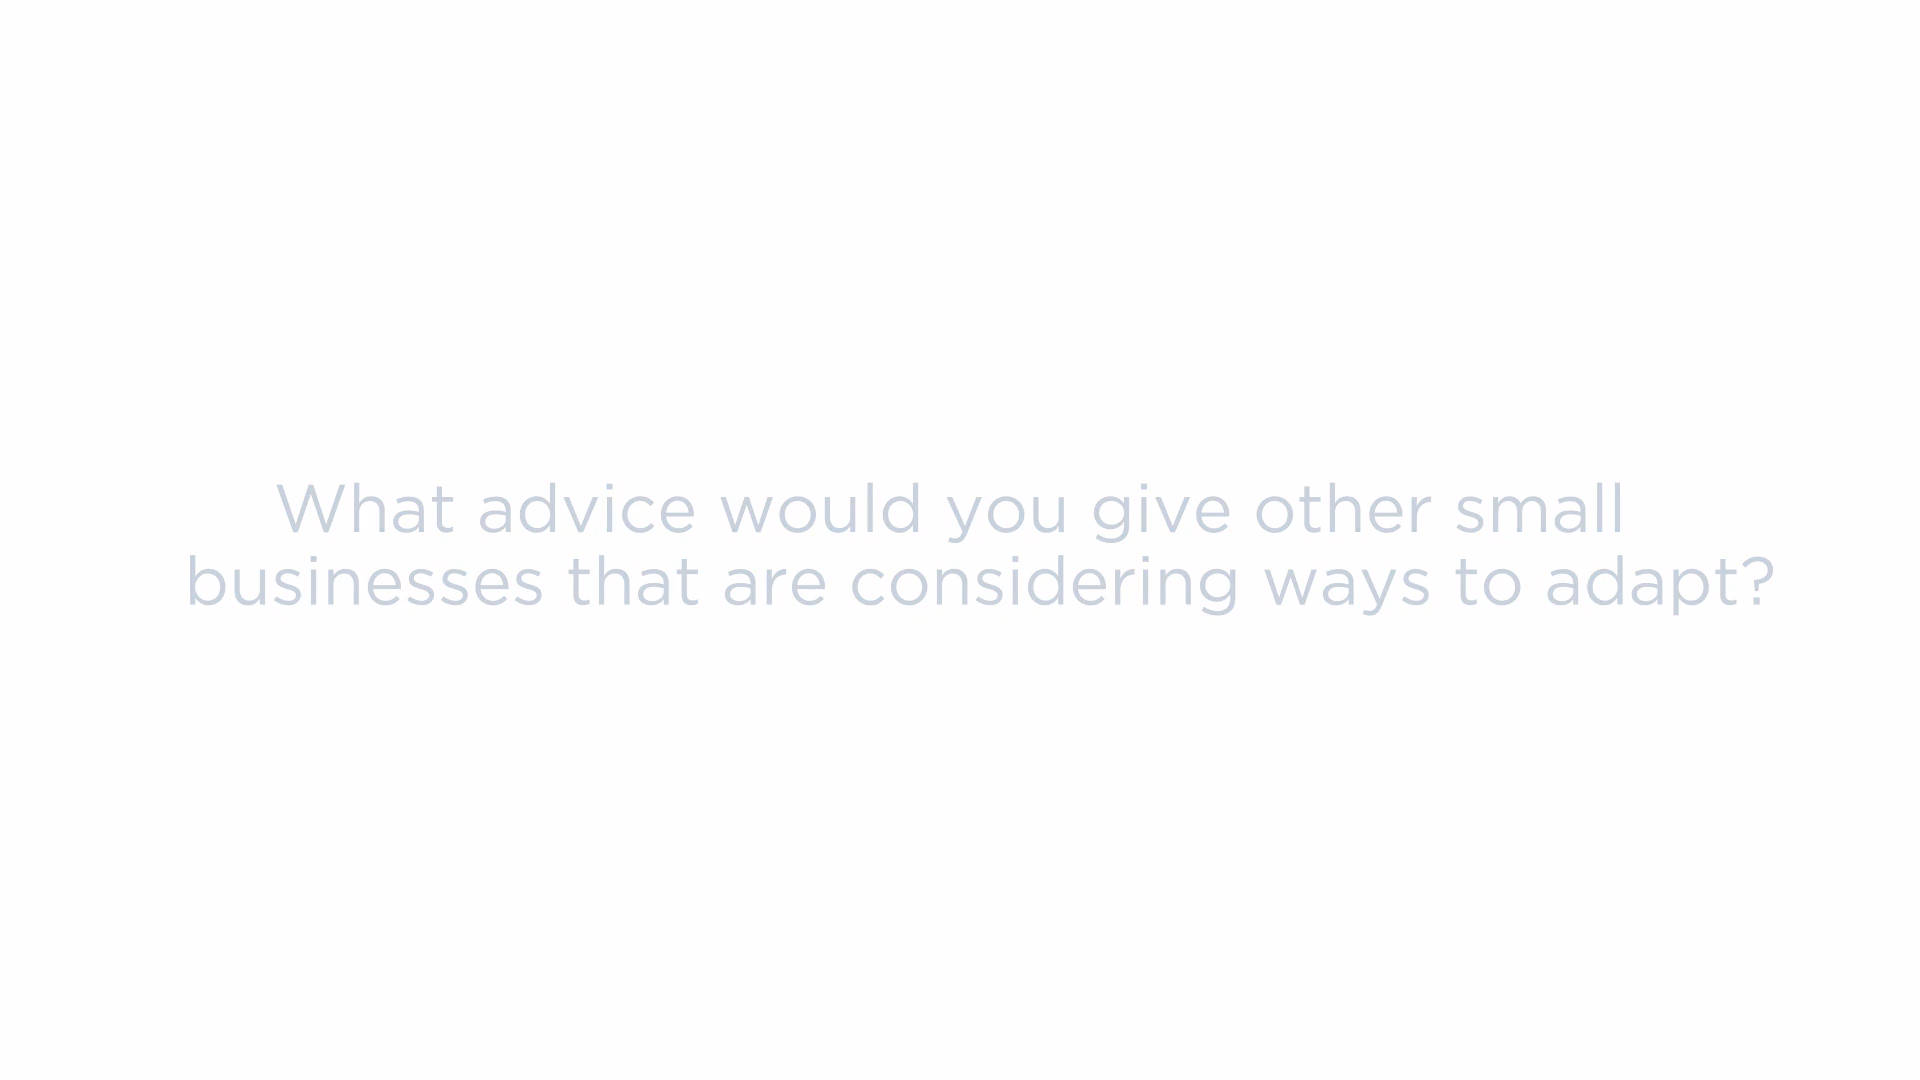 What advice would you give other small
businesses that are considering ways to adapt?